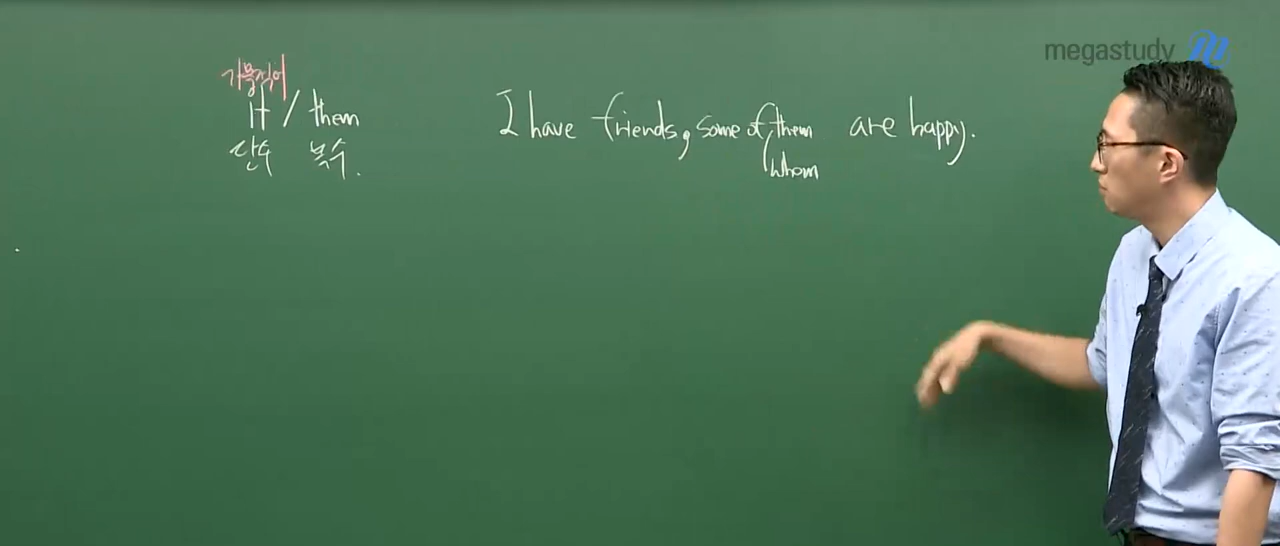 megastudy
가목적어
it / them
단수 복수.
I have friends, some of them are happy.
whom